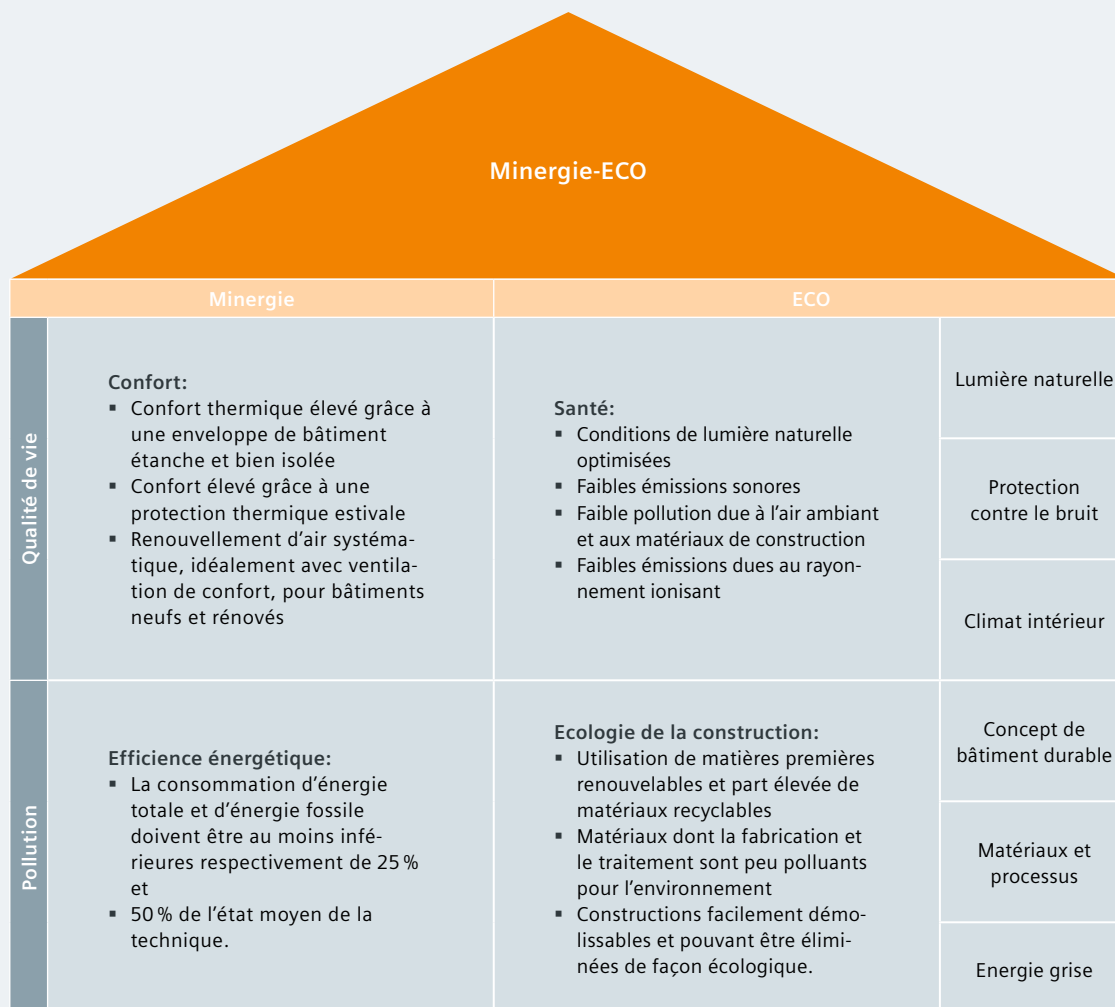 Minergie-ECO
Minergie
ECO
Qualité de vie
Confort:
▪ Confort thermique élevé grâce à
une enveloppe de bâtiment
étanche et bien isolée
▪ Confort élevé grâce à une
protection thermique estivale
▪ Renouvellement d'air systéma-
tique, idéalement avec ventila-
tion de confort, pour bâtiments
neufs et rénovés
Santé:
▪ Conditions de lumière naturelle
optimisées
▪ Faibles émissions sonores
▪ Faible pollution due à l'air ambiant
et aux matériaux de construction
▪ Faibles émissions dues au rayon-
nement ionisant
Lumière naturelle
Protection
contre le bruit
Climat intérieur
Pollution
Efficience énergétique:
▪ La consommation d'énergie
totale et d'énergie fossile
doivent être au moins infé-
rieures respectivement de 25 %
et
▪ 50 % de l'état moyen de la
technique.
Ecologie de la construction:
▪ Utilisation de matières premières
renouvelables et part élevée de
matériaux recyclables
▪ Matériaux dont la fabrication et
le traitement sont peu polluants
pour l'environnement
▪ Constructions facilement démo-
lissables et pouvant être élimi-
nées de façon écologique.
Concept de
bâtiment durable
Matériaux et
processus
Energie grise